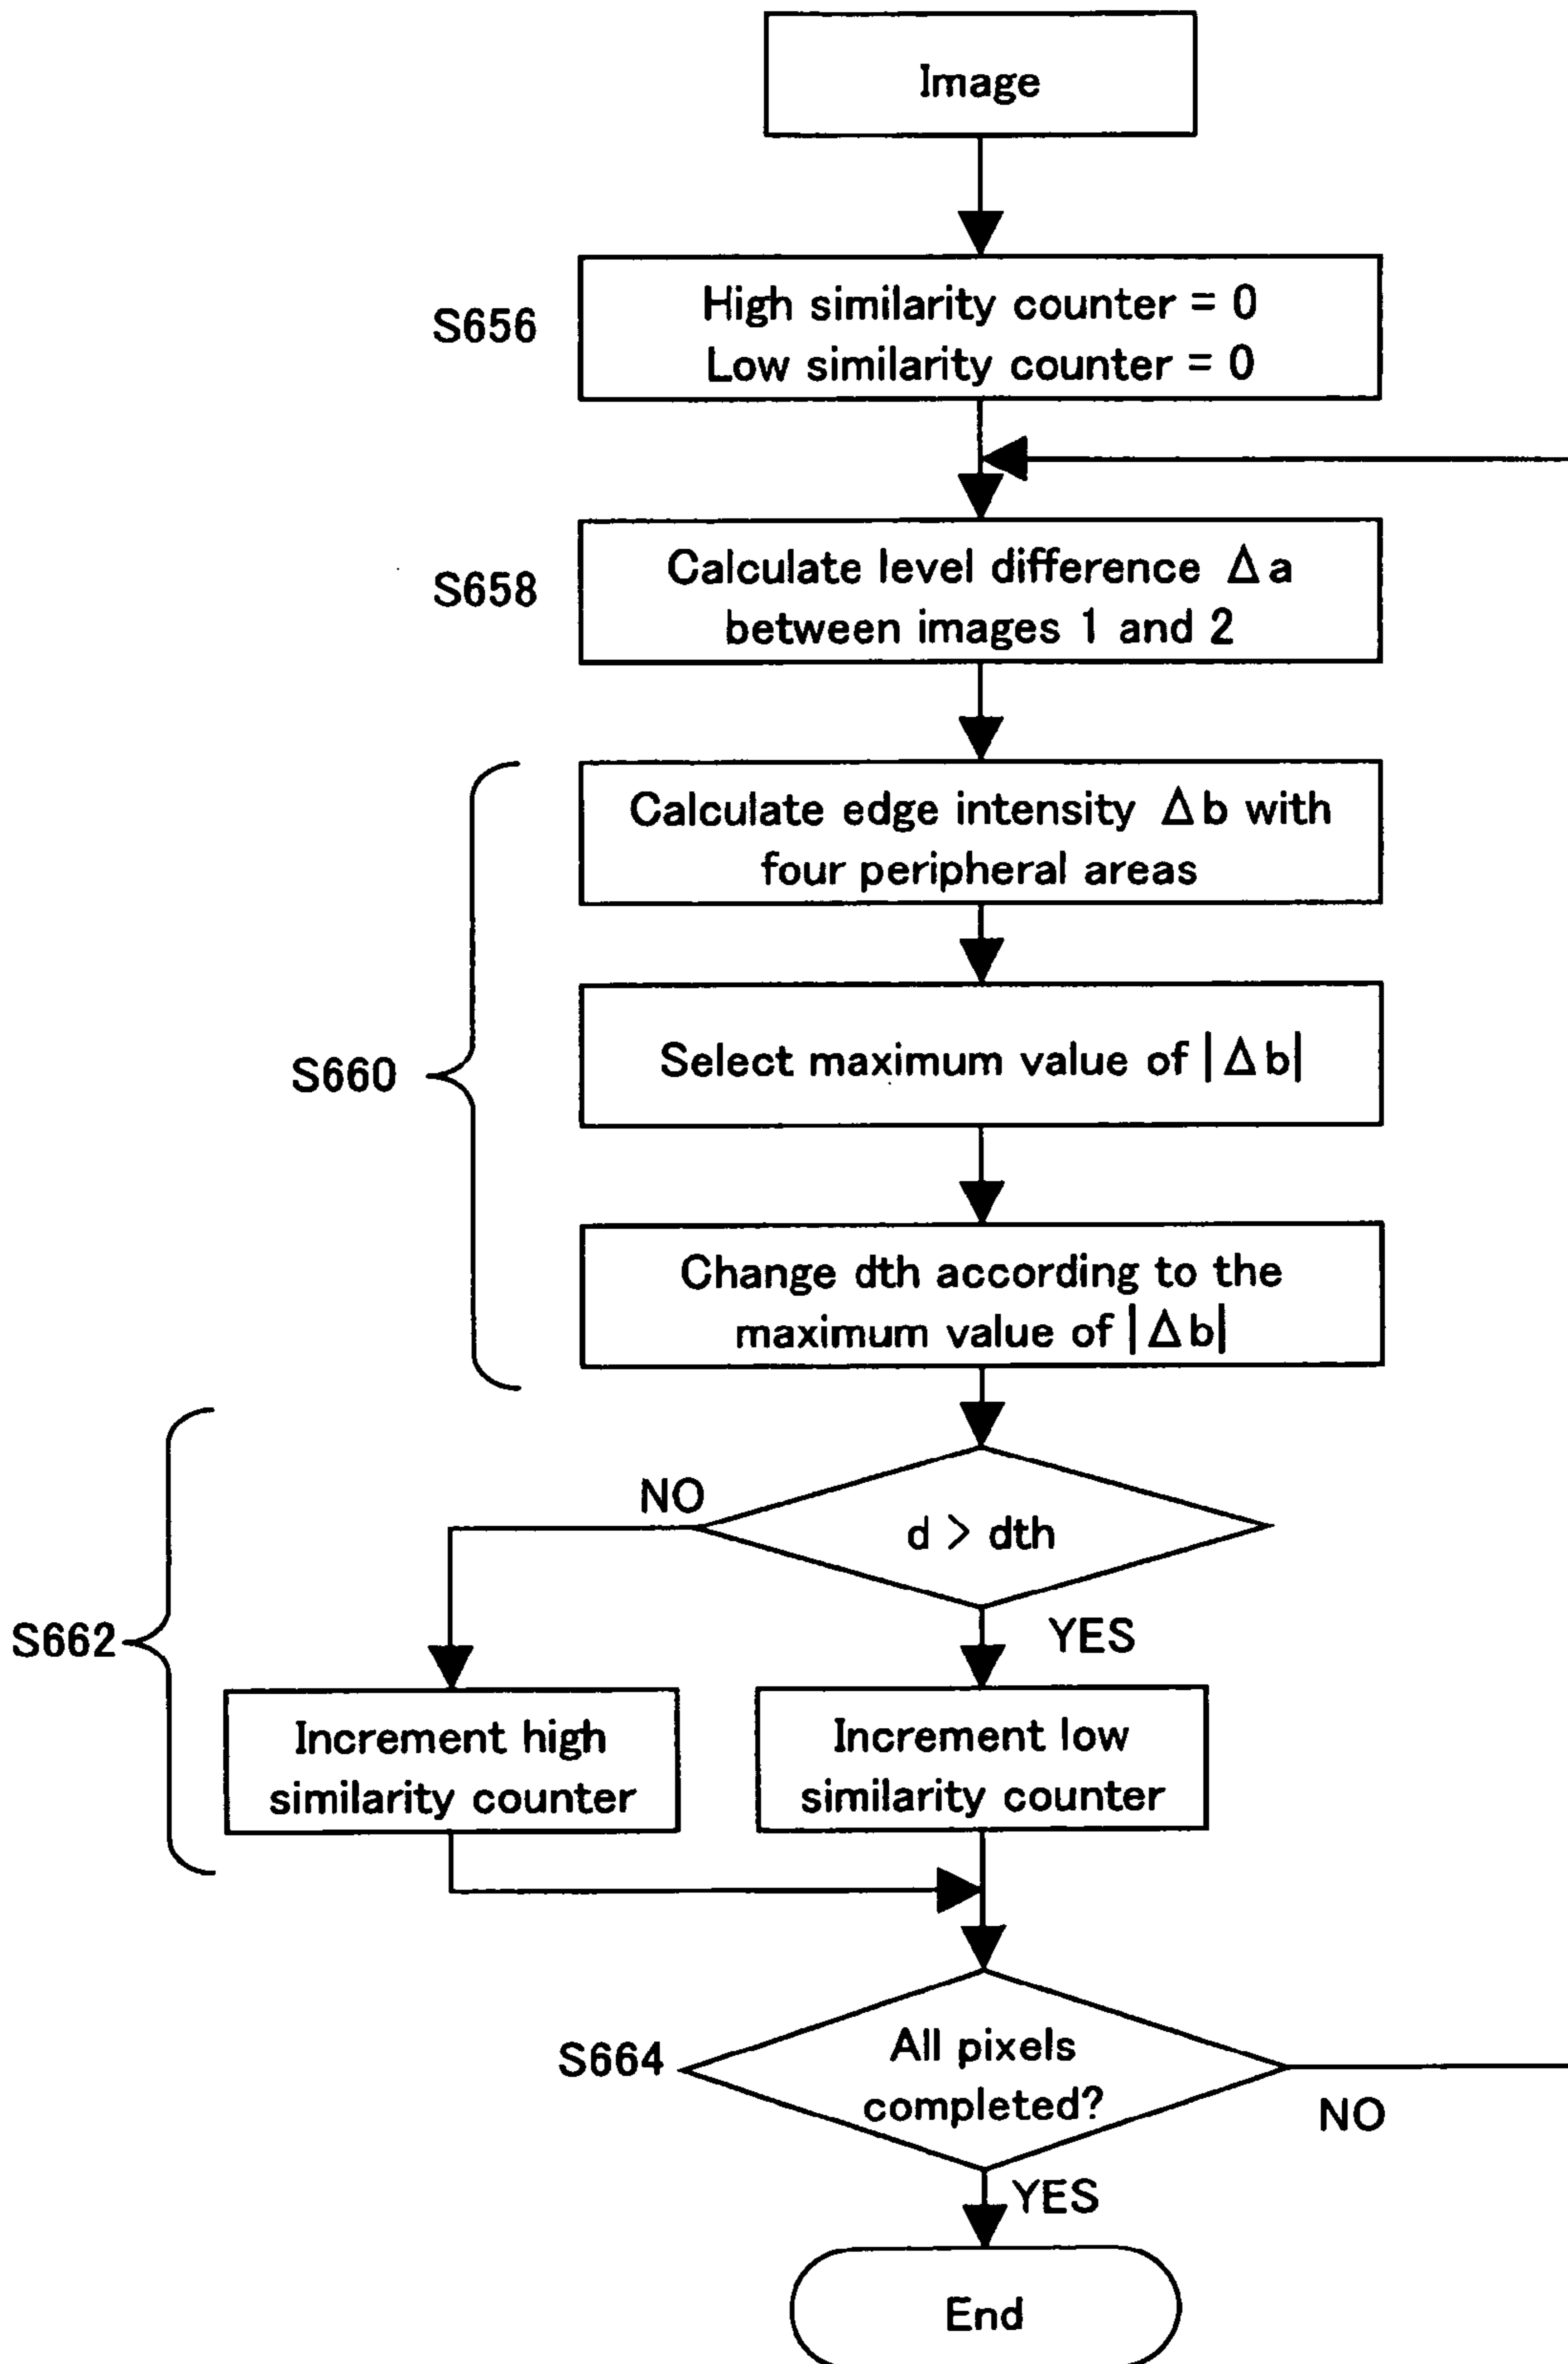 Image
S656
High similarity counter = 0
Low similarity counter = 0
S658
Calculate level difference Δa
between images 1 and 2
Calculate edge intensity Δb with
four peripheral areas
S660
Select maximum value of |Δb|
Change dth according to the
maximum value of |Δb|
NO
d > dth
YES
S662
Increment high
similarity counter
Increment low
similarity counter
S664
All pixels
completed?
NO
YES
End